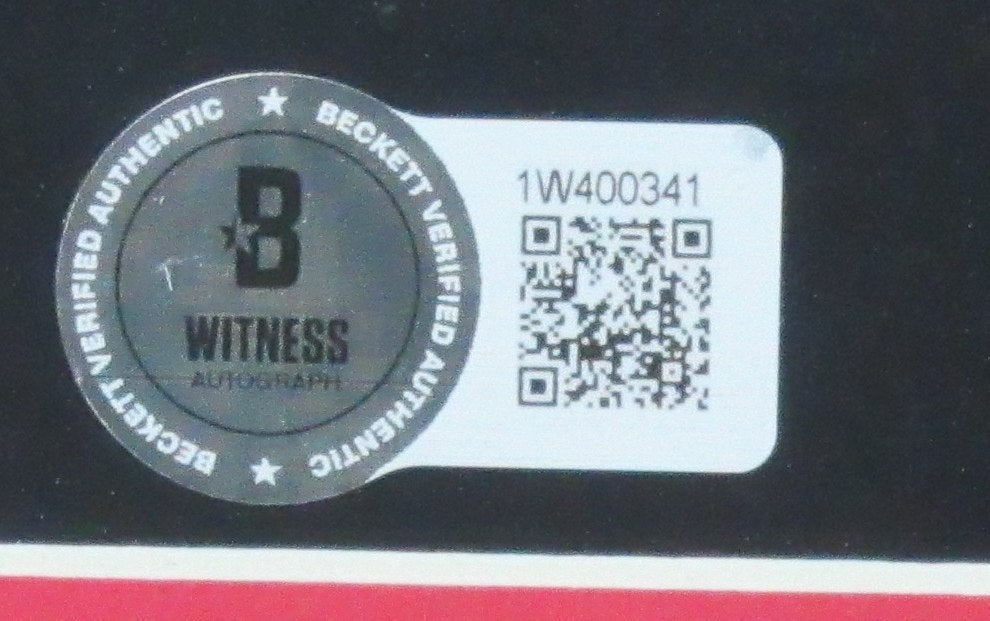 BECKETT VERIFIED AUTHENTIC
BECKETT VERIFIED AUTHENTIC
B
WITNESS
AUTOGRAPH
1W400341